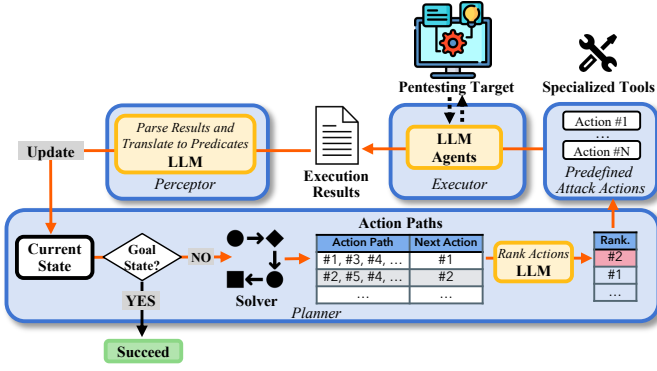 Pentesting Target
Specialized Tools
Action #1
...
Action #N
Predefined
Attack Actions
LLM
Agents
Executor
Execution
Results
Parse Results and
Translate to Predicates
LLM
Perceptor
Update
Current
State
Goal
State?
NO
YES
Succeed
Solver
Action Paths
Action Path Next Action
#1, #3, #4, ... #1
#2, #5, #4, ... #2
... ...
Rank Actions
LLM
Rank.
#2
#1
...
Planner